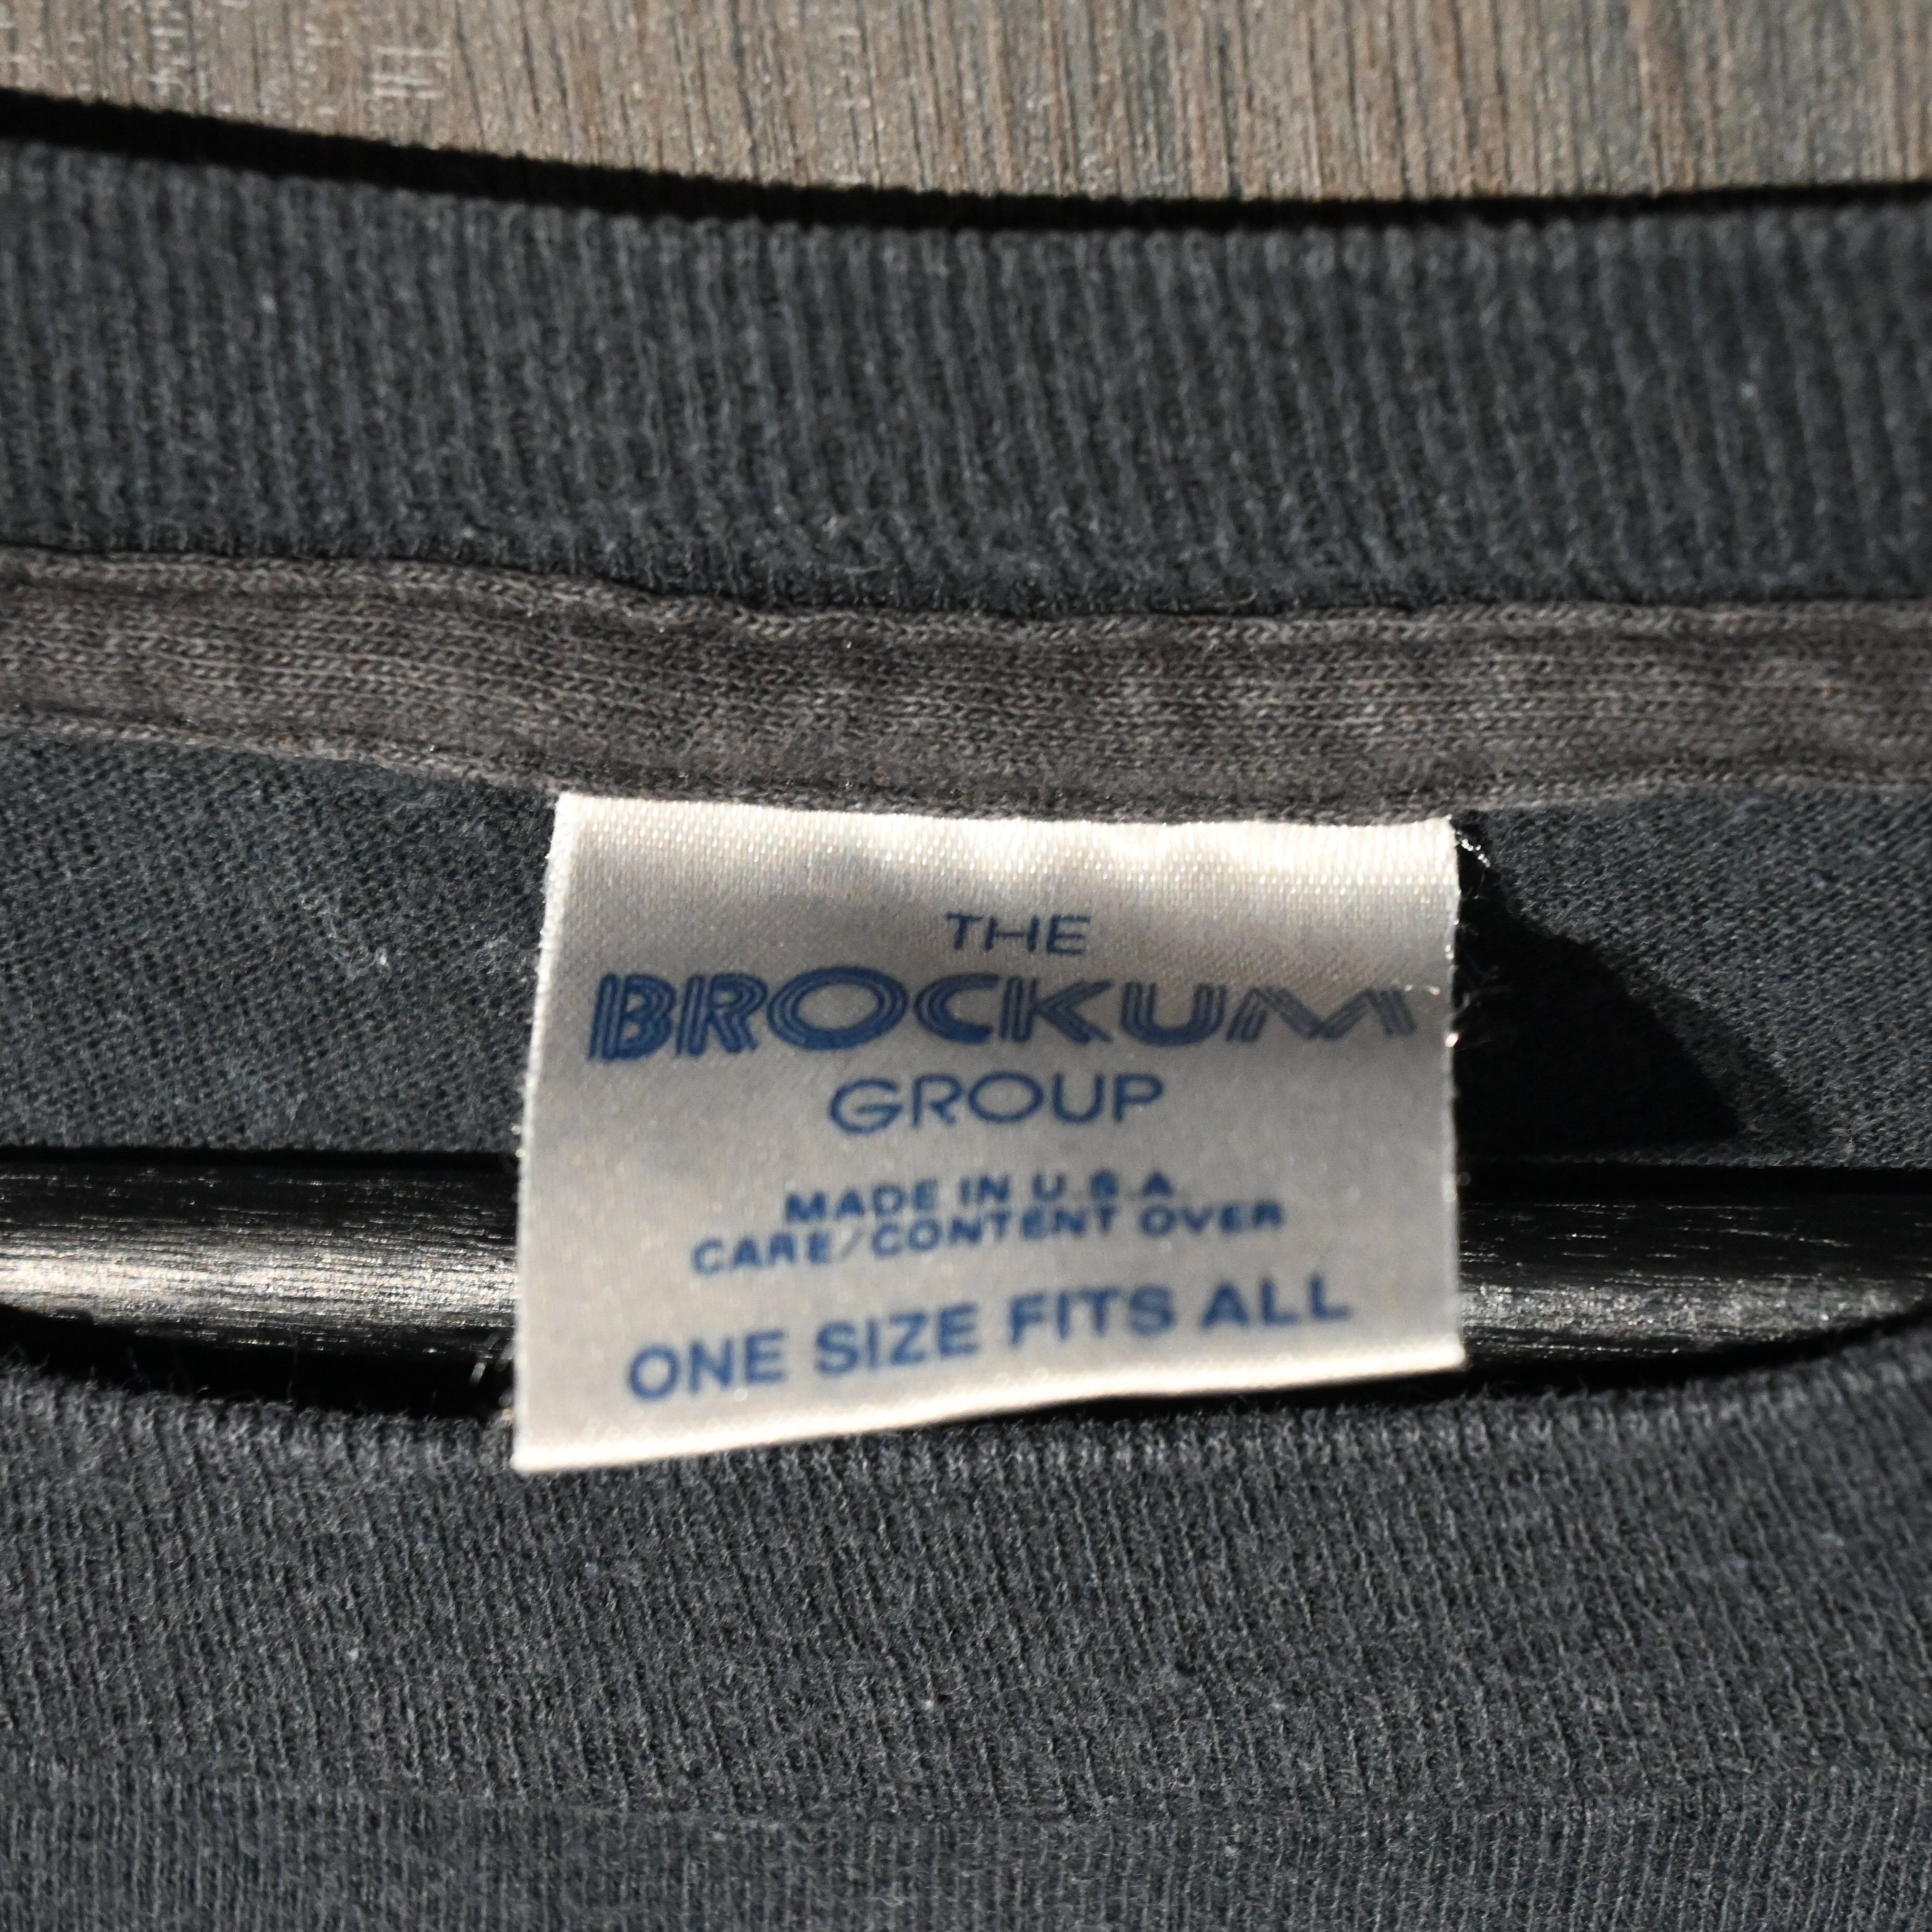 THE
BROCKUM
GROUP
MADE IN U.S.A.
CARE/CONTENT OVER
ONE SIZE FITS ALL